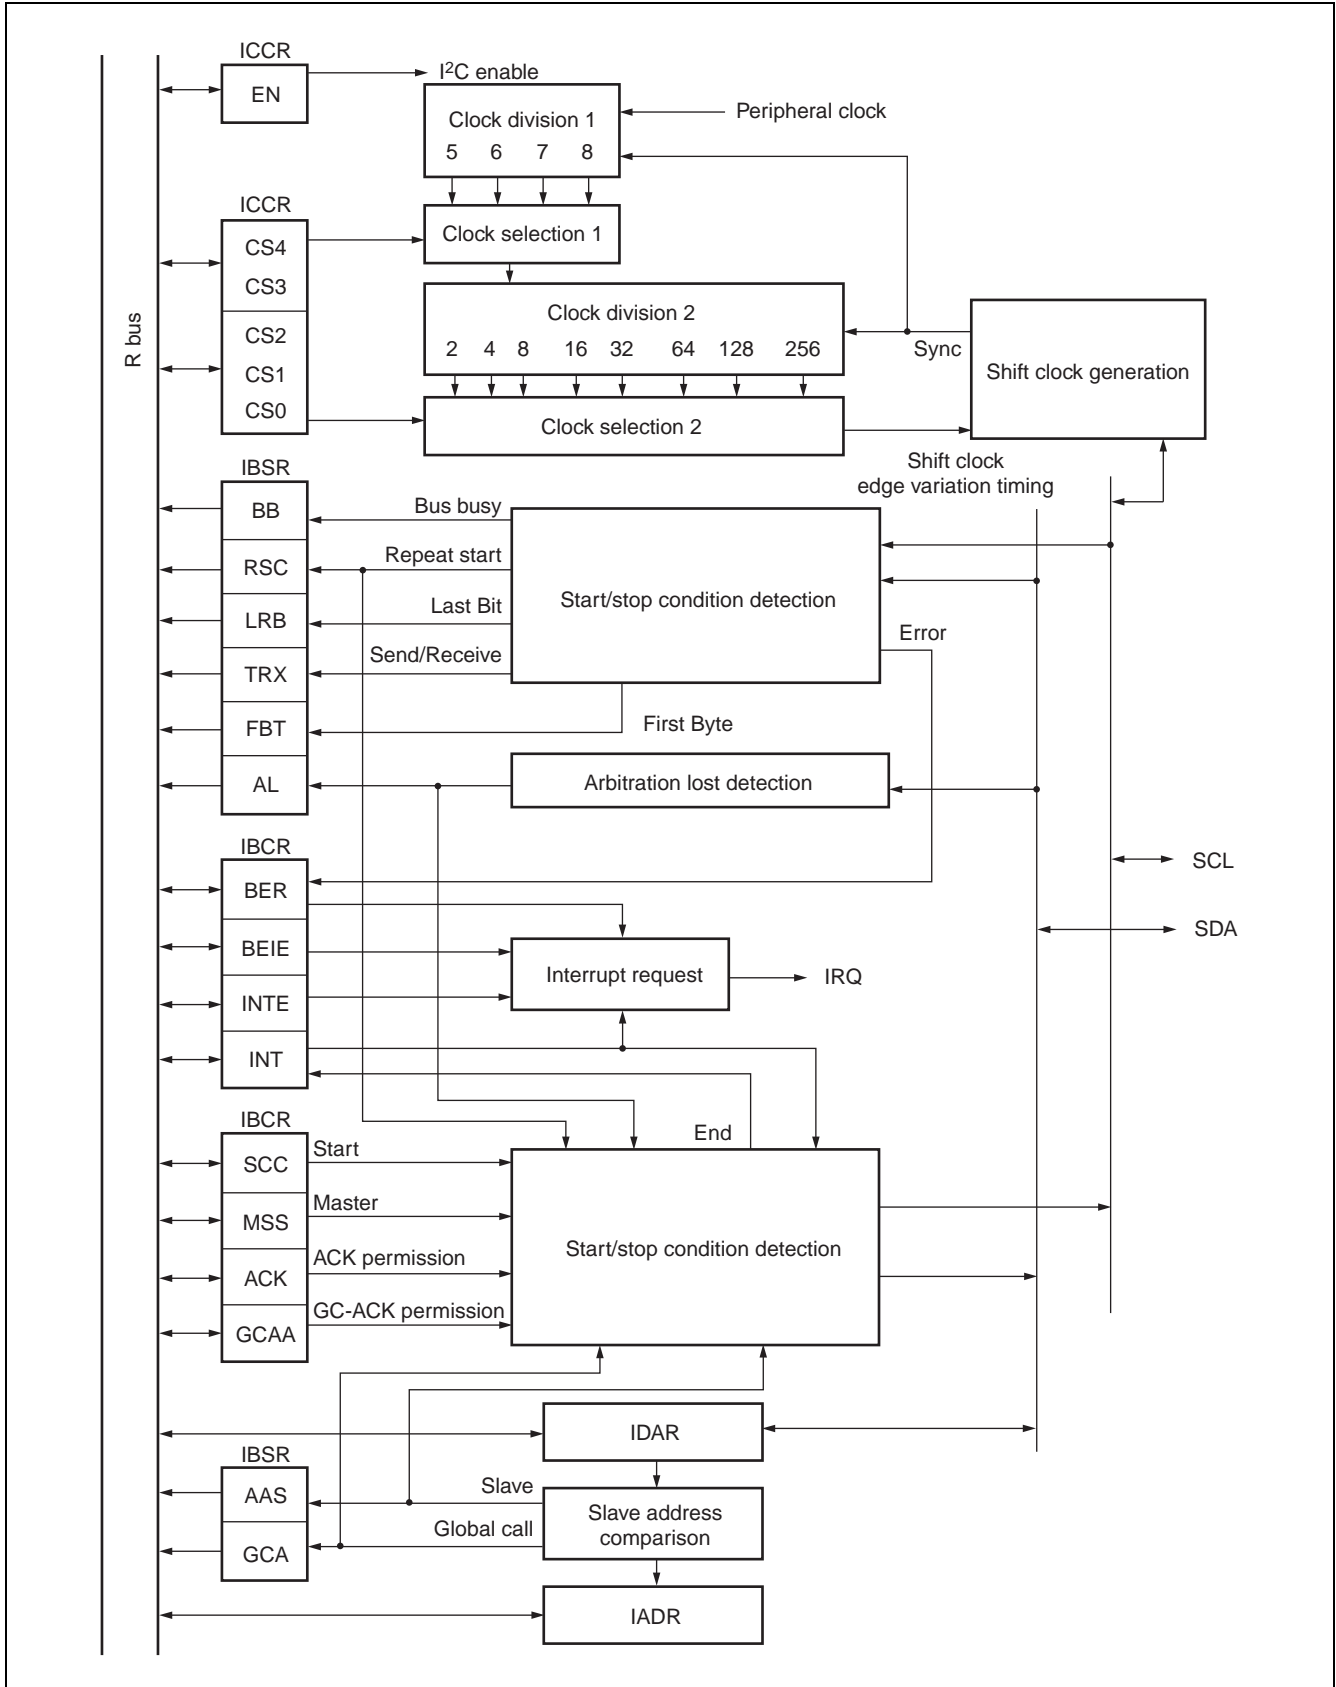 ICCR
EN
I²C enable
Clock division 1
5 6 7 8
Peripheral clock
ICCR
CS4
CS3
CS2
CS1
CS0
Clock selection 1
Clock division 2
2 4 8 16 32 64 128 256
Clock selection 2
Sync
Shift clock generation
R bus
Shift clock
edge variation timing
IBSR
BB
RSC
LRB
TRX
FBT
AL
Bus busy
Repeat start
Last Bit
Send/Receive
Start/stop condition detection
Error
First Byte
Arbitration lost detection
SCL
SDA
IBCR
BER
BEIE
INTE
INT
Interrupt request
IRQ
End
IBCR
SCC
MSS
ACK
GCAA
Start
Master
ACK permission
GC-ACK permission
Start/stop condition detection
IDAR
IBSR
AAS
GCA
Slave
Global call
Slave address
comparison
IADR